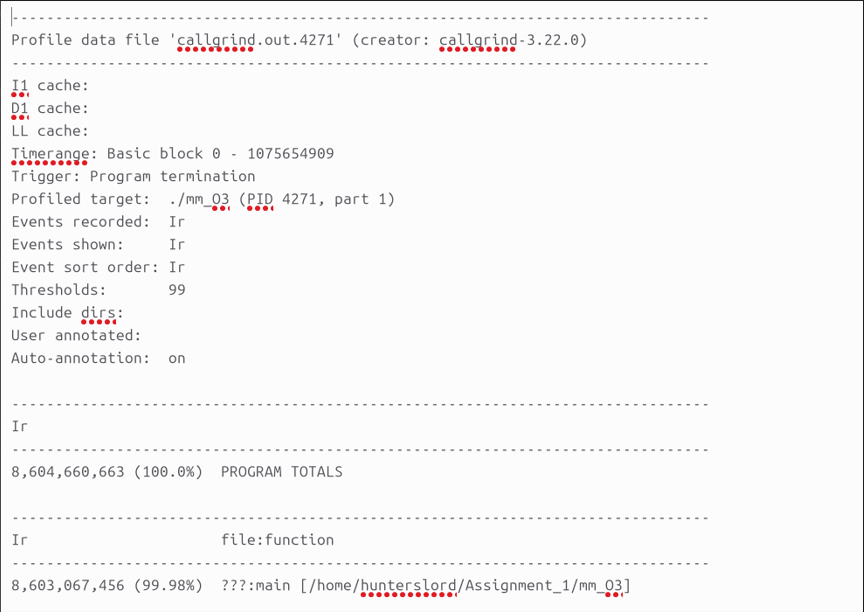 --------------------------------------------------------------------------------
Profile data file 'callgrind.out.4271' (creator: callgrind-3.22.0)
--------------------------------------------------------------------------------
I1 cache:
D1 cache:
LL cache:
Timerange: Basic block 0 - 1075654909
Trigger: Program termination
Profiled target:  ./mm_O3 (PID 4271, part 1)
Events recorded:  Ir
Events shown:     Ir
Event sort order: Ir
Thresholds:       99
Include dirs:
User annotated:
Auto-annotation:  on

--------------------------------------------------------------------------------
Ir
--------------------------------------------------------------------------------
8,604,660,663 (100.0%)  PROGRAM TOTALS

--------------------------------------------------------------------------------
Ir                      file:function
--------------------------------------------------------------------------------
8,603,067,456 (99.98%)  ???:main [/home/hunterslord/Assignment_1/mm_O3]